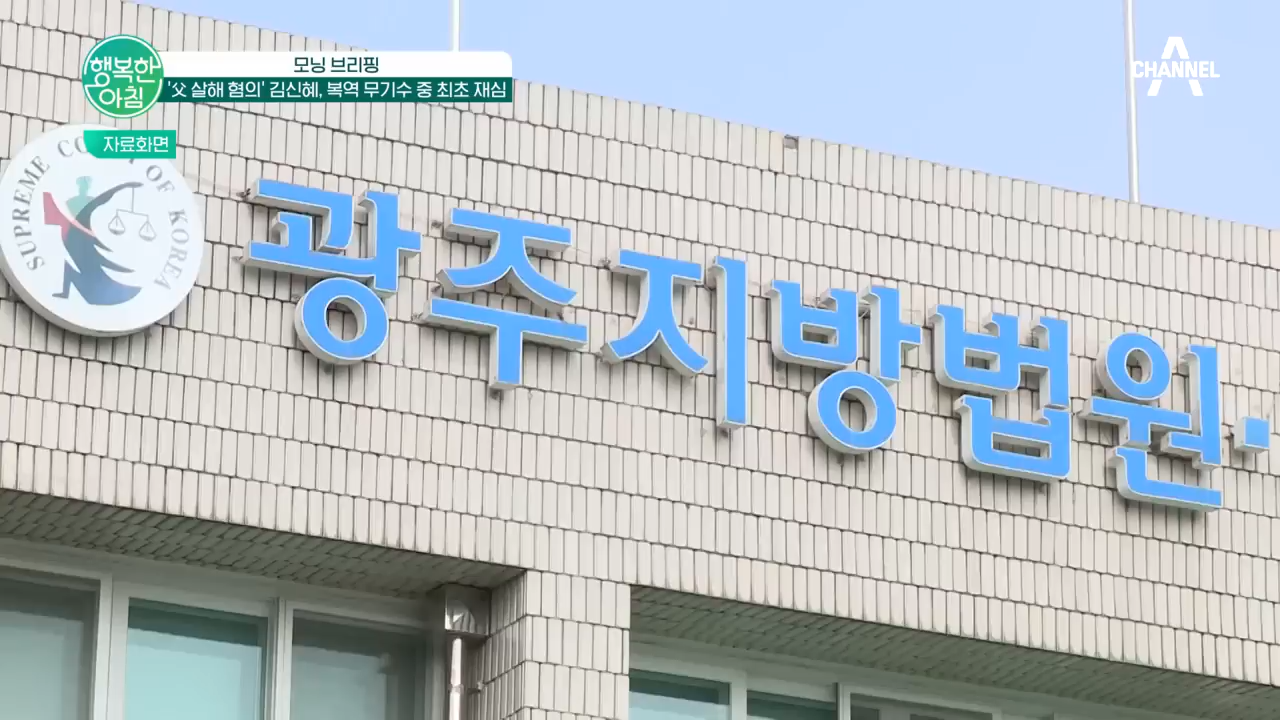 행복한
아침
모닝 브리핑
'父 살해 혐의' 김신혜, 복역 무기수 중 최초 재심
자료화면
CHANNEL A
SUPREME COURT OF KOREA
광주지방법원·